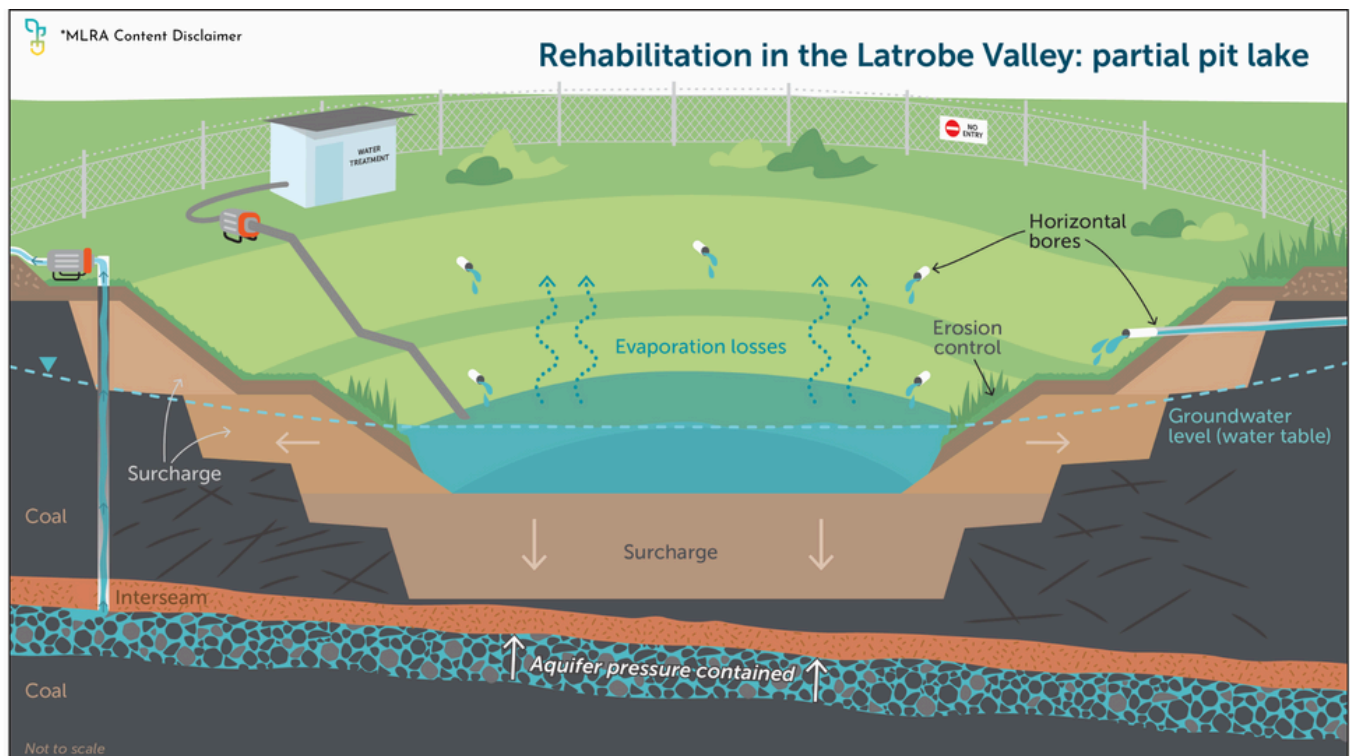 *MLRA Content Disclaimer
Rehabilitation in the Latrobe Valley: partial pit lake
NO
ENTRY
WATER
TREATMENT
Horizontal
bores
Erosion
control
Evaporation losses
Groundwater
level (water table)
Surcharge
Coal
Surcharge
Interseam
Aquifer pressure contained
Coal
Not to scale